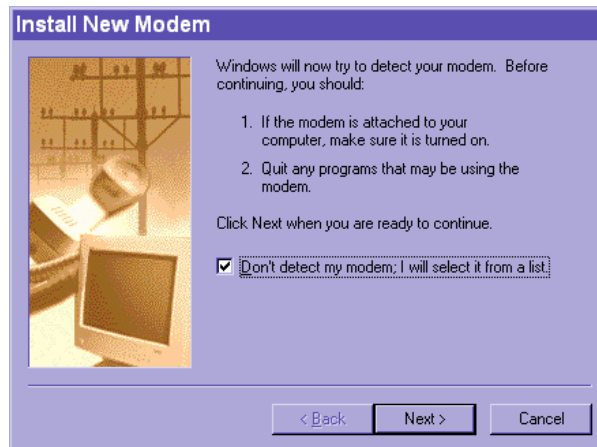 Install New Modem
Windows will now try to detect your modem.  Before
continuing, you should:
1.  If the modem is attached to your
computer, make sure it is turned on.
2.  Quit any programs that may be using the
modem.
Click Next when you are ready to continue.
Don't detect my modem; I will select it from a list.
< Back
Next >
Cancel